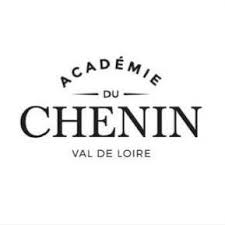 ACADÉMIE
DU
CHENIN
VAL DE LOIRE